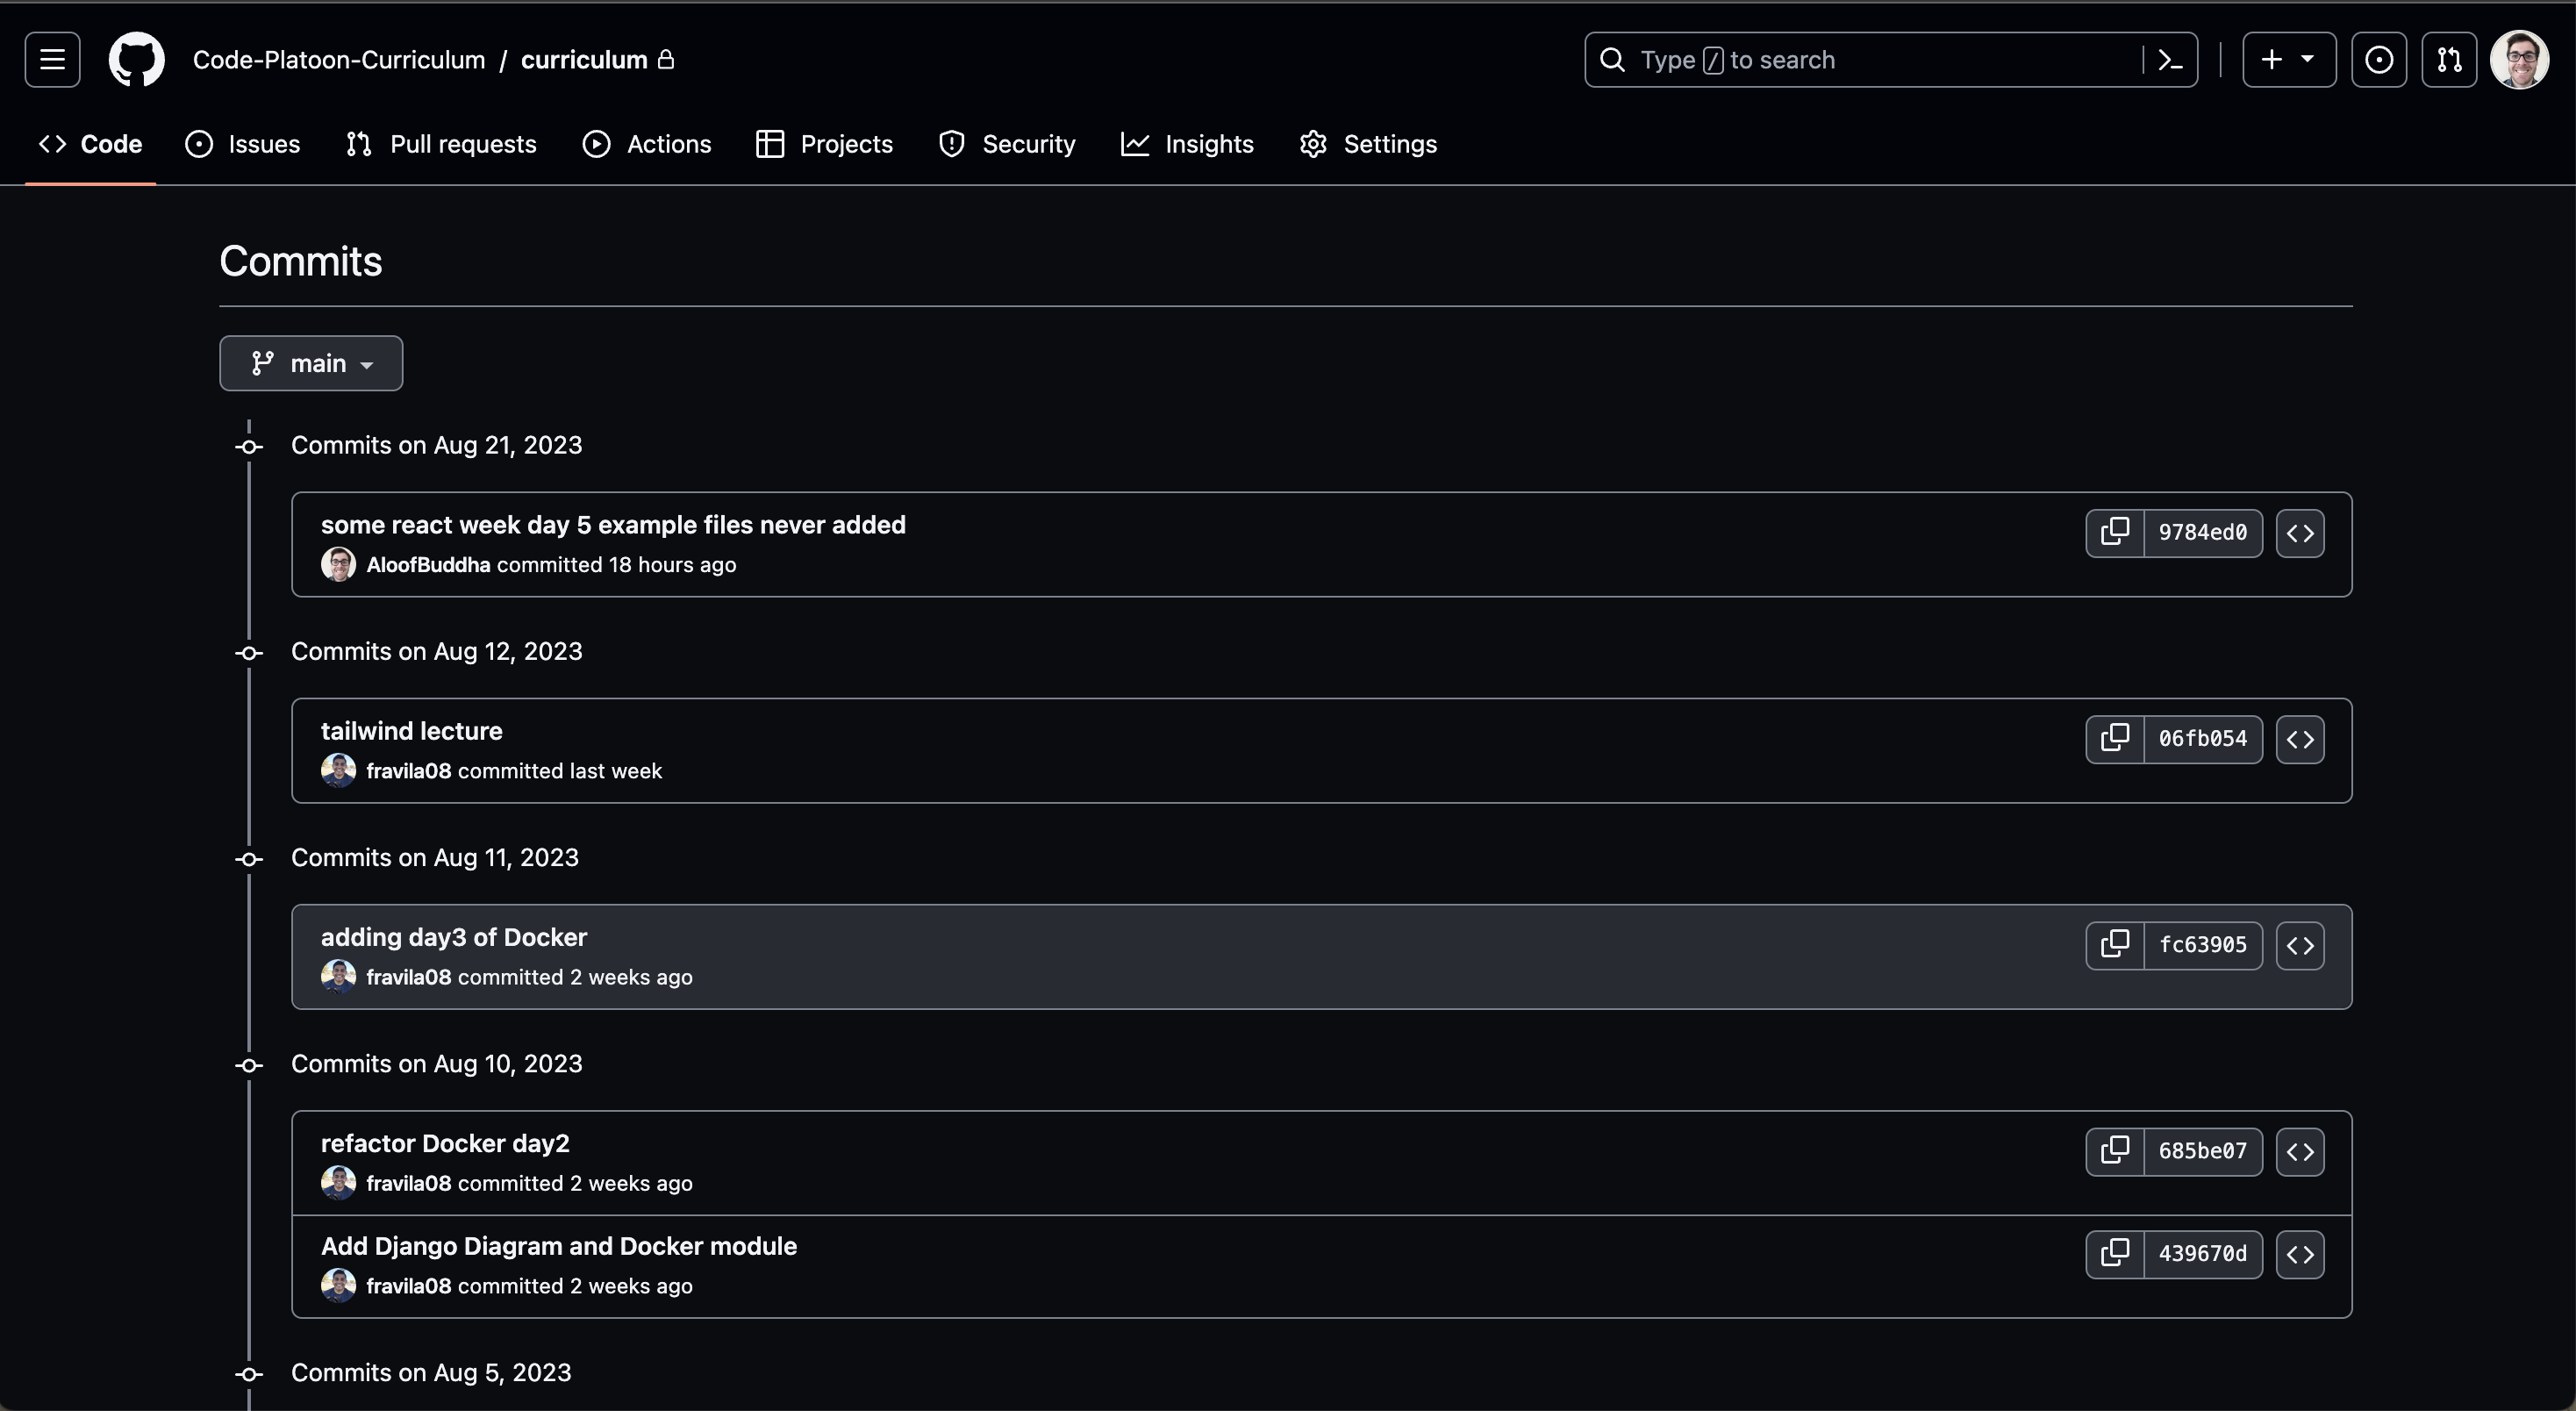 Code-Platoon-Curriculum / curriculum
Type / to search
Code Issues Pull requests Actions Projects Security Insights Settings
Commits
main
Commits on Aug 21, 2023
some react week day 5 example files never added
AloofBuddha committed 18 hours ago
9784ed0
Commits on Aug 12, 2023
tailwind lecture
fravila08 committed last week
06fb054
Commits on Aug 11, 2023
adding day3 of Docker
fravila08 committed 2 weeks ago
fc63905
Commits on Aug 10, 2023
refactor Docker day2
fravila08 committed 2 weeks ago
685be07
Add Django Diagram and Docker module
fravila08 committed 2 weeks ago
439670d
Commits on Aug 5, 2023